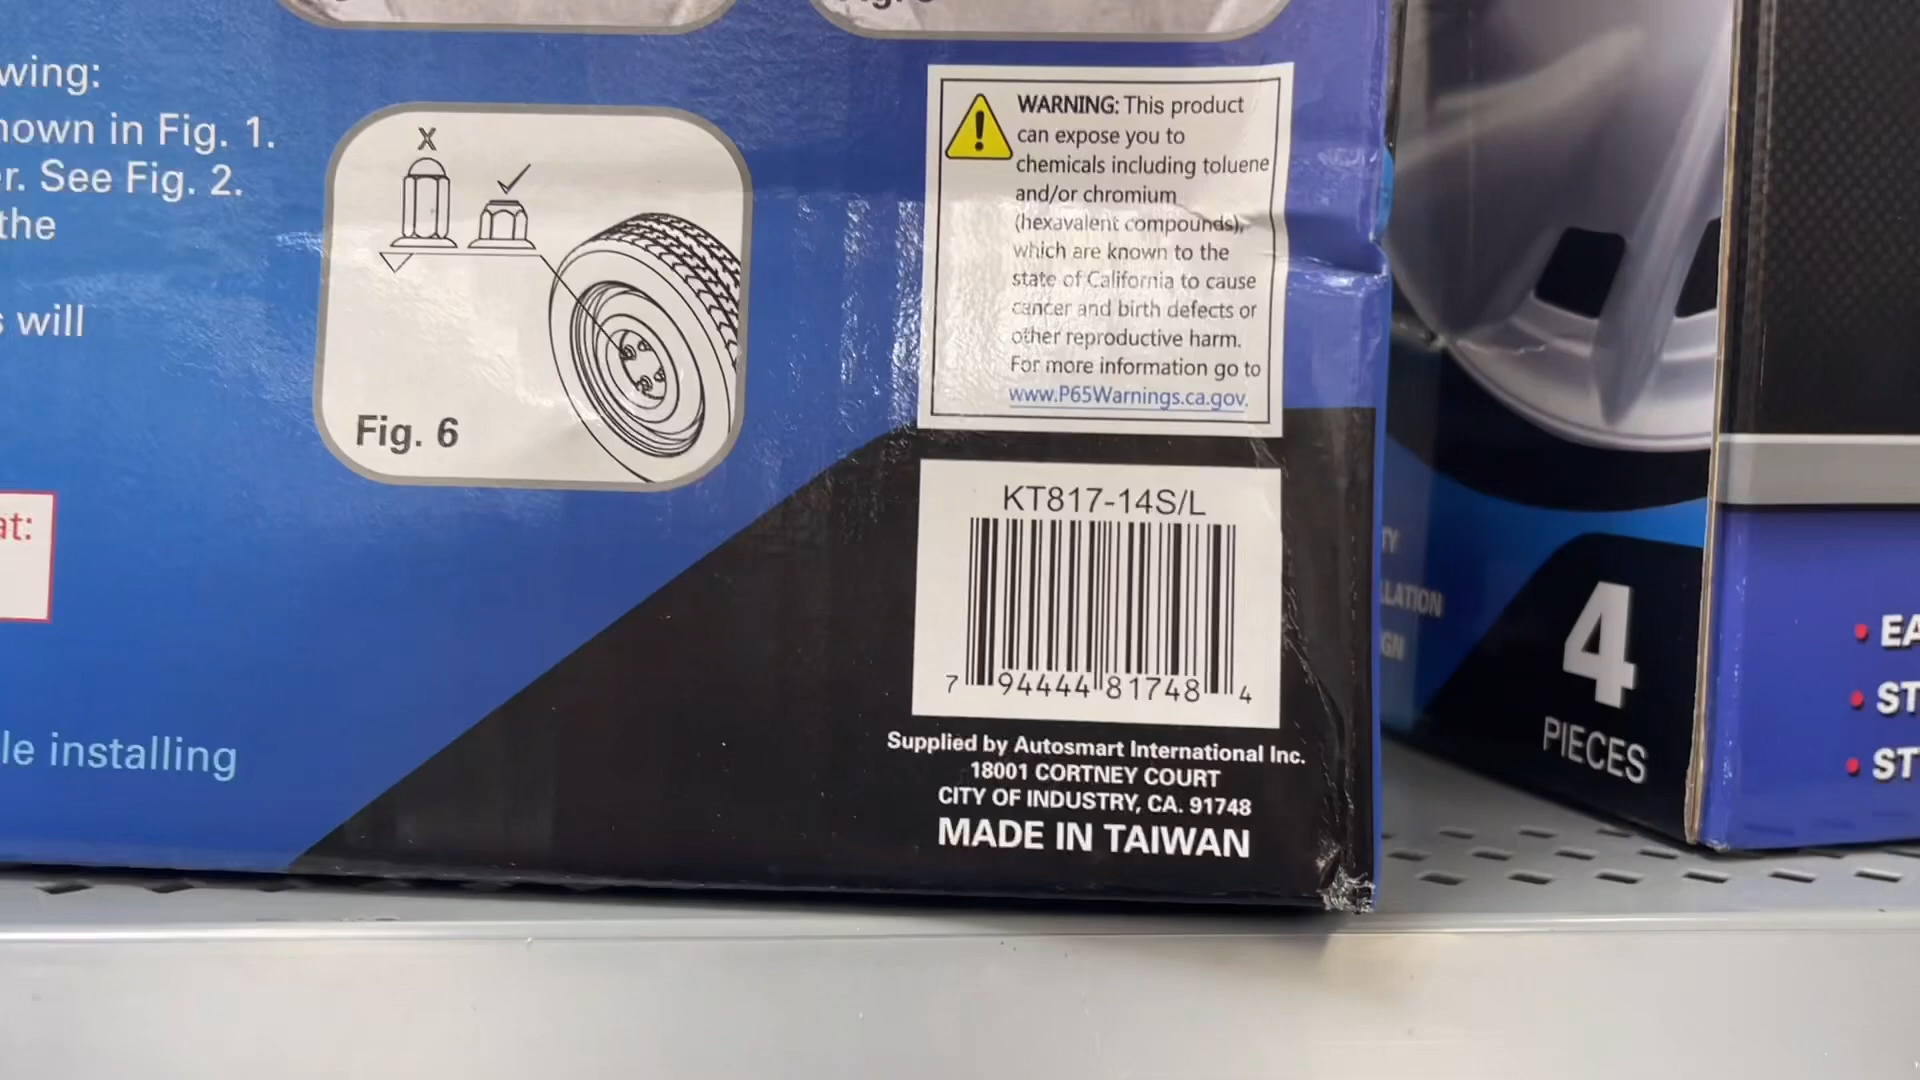 wing:
hown in Fig. 1.
r. See Fig. 2.
the
will
at:
le installing
X
Fig. 6
WARNING: This product
can expose you to
chemicals including toluene
and/or chromium
(hexavalent compounds),
which are known to the
state of California to cause
cancer and birth defects or
other reproductive harm.
For more information go to
www.P65Warnings.ca.gov.
KT817-14S/L
7 94444 81748 4
Supplied by Autosmart International Inc.
18001 CORTNEY COURT
CITY OF INDUSTRY, CA. 91748
MADE IN TAIWAN
TY
LLATION
GN
4
PIECES
• EA
• ST
• ST